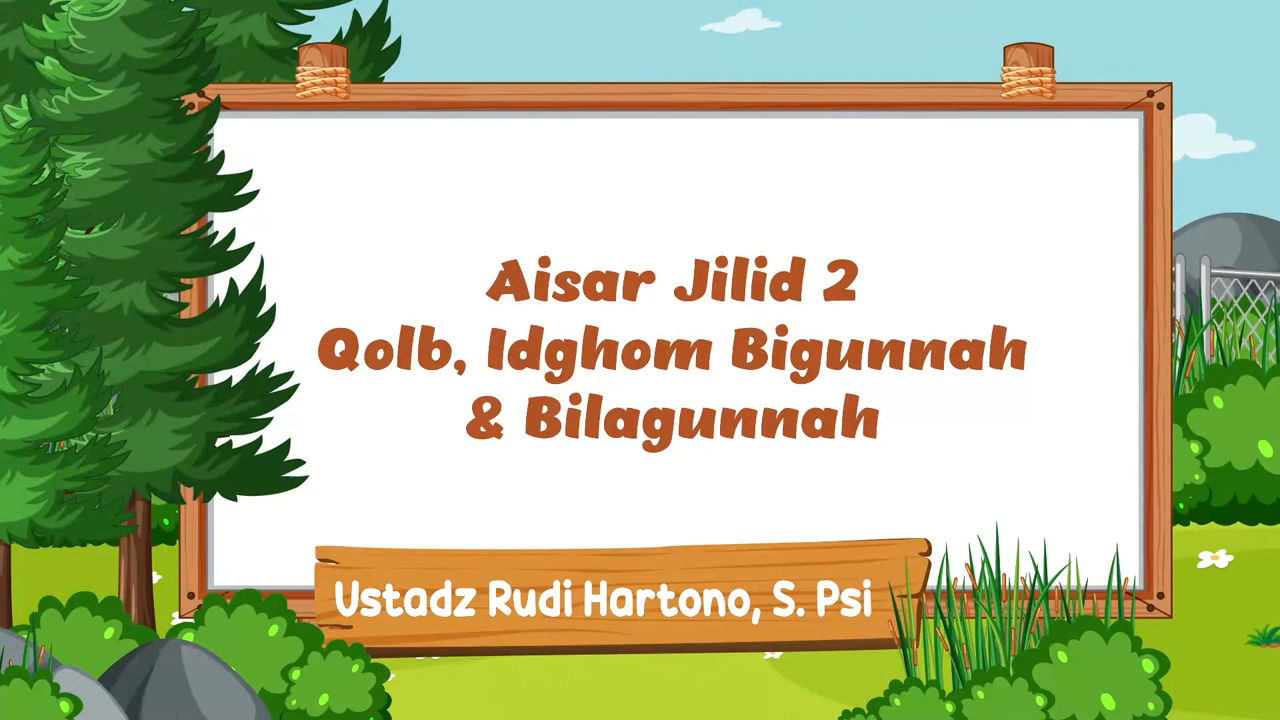 Aisar Jilid 2
Qolb, Idghom Bigunnah
& Bilagunnah
Ustadz Rudi Hartono, S. Psi